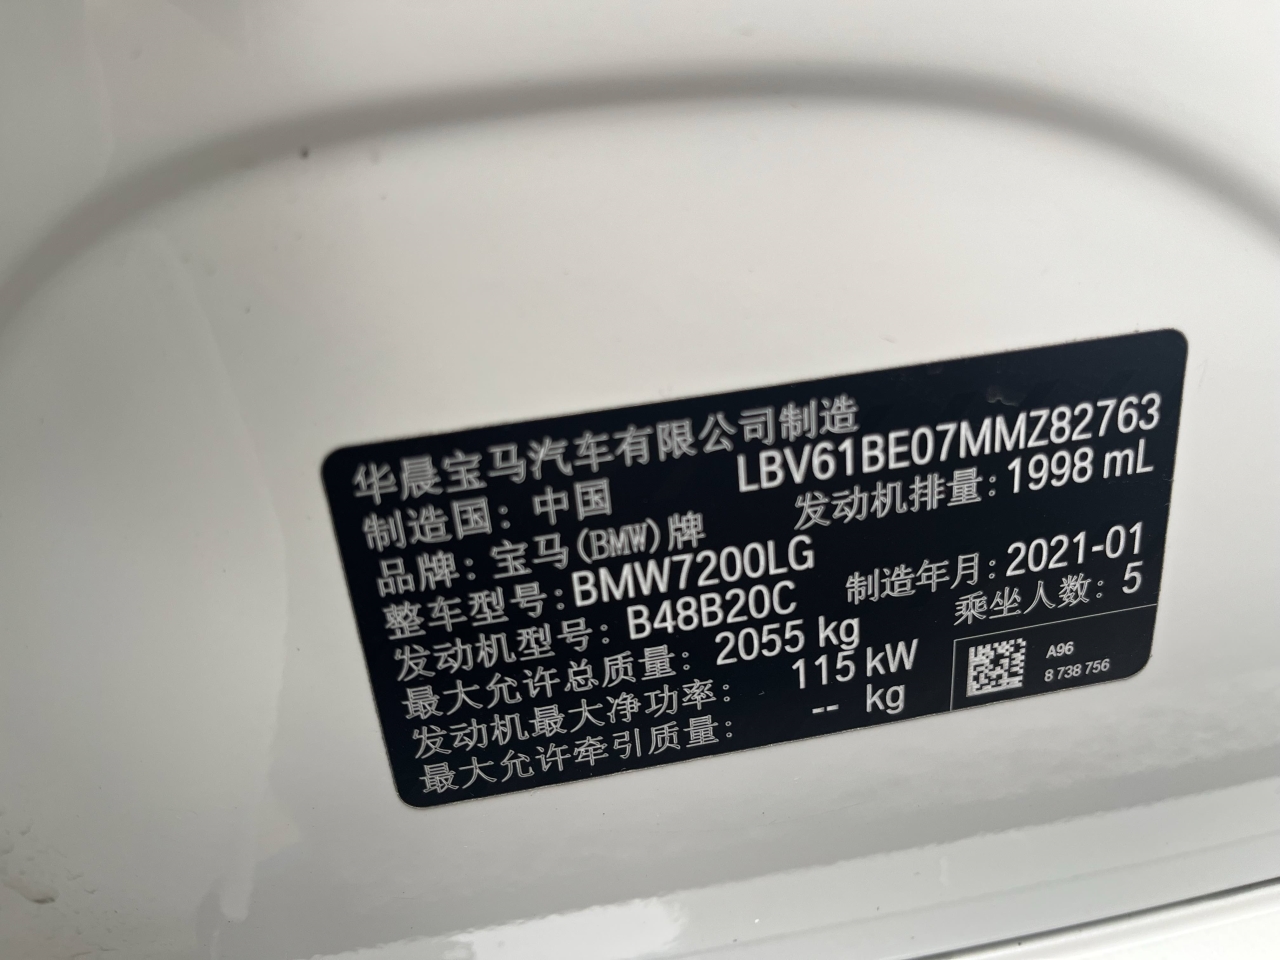 华晨宝马汽车有限公司制造
LBV61BE07MMZ82763
制造国：中国
发动机排量：1998 mL
品牌：宝马(BMW)牌
整车型号：BMW7200LG
制造年月：2021-01
发动机型号：B48B20C
乘坐人数：5
最大允许总质量：2055 kg
发动机最大净功率：115 kW
最大允许牵引质量：-- kg
A96
8 738 756